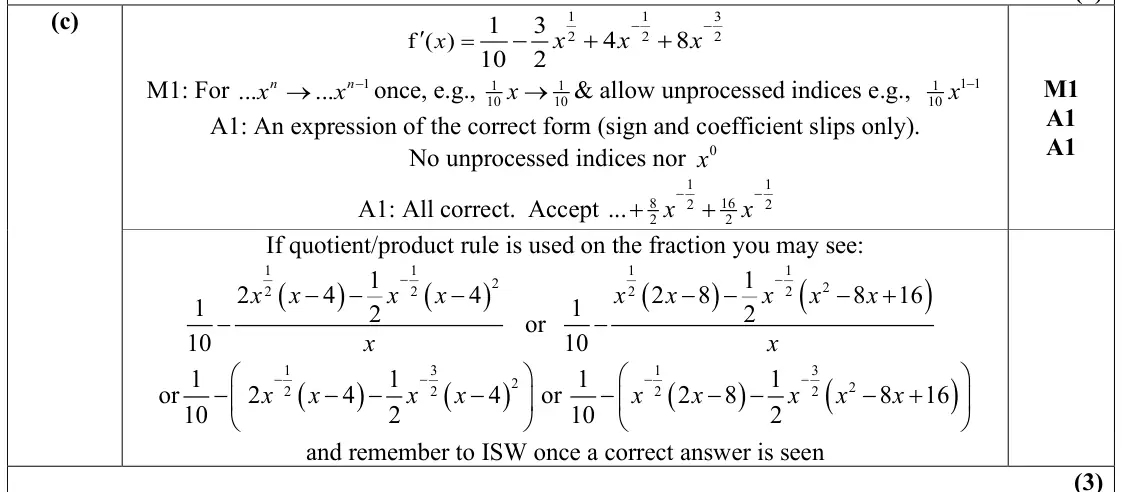 (c)
f′(x) = 1/10 − 3/2 x^(1/2) + 4x^(−1/2) + 8x^(−3/2)
M1: For ...xⁿ → ...xⁿ⁻¹ once, e.g., 1/10 x → 1/10 & allow unprocessed indices e.g., 1/10 x¹⁻¹
M1
A1: An expression of the correct form (sign and coefficient slips only).
A1
No unprocessed indices nor x⁰
A1
A1: All correct. Accept ... + 8/2 x^(−1/2) + 16/2 x^(−1/2)
If quotient/product rule is used on the fraction you may see:
1/10 − (2x^(1/2)(x − 4) − 1/2 x^(−1/2)(x − 4)²)/x or 1/10 − (x^(1/2)(2x − 8) − 1/2 x^(−1/2)(x² − 8x + 16))/x
or 1/10 − (2x^(−1/2)(x − 4) − 1/2 x^(−3/2)(x − 4)²) or 1/10 − (x^(−1/2)(2x − 8) − 1/2 x^(−3/2)(x² − 8x + 16))
and remember to ISW once a correct answer is seen
(3)